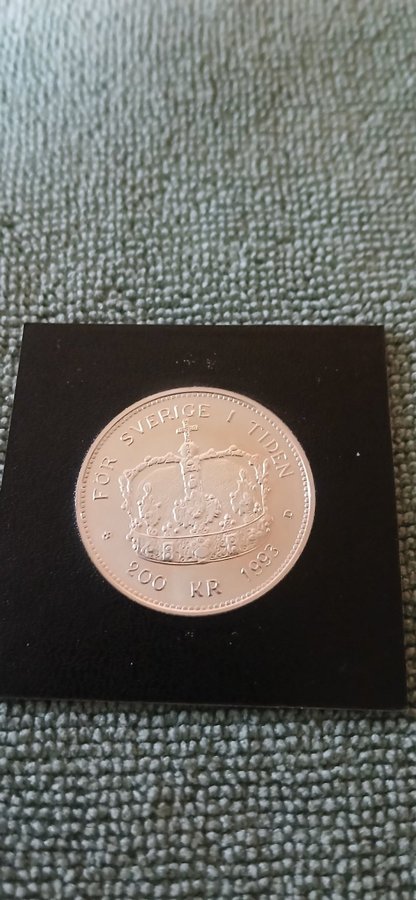 FÖR SVERIGE I TIDEN
200 KR 1993
D